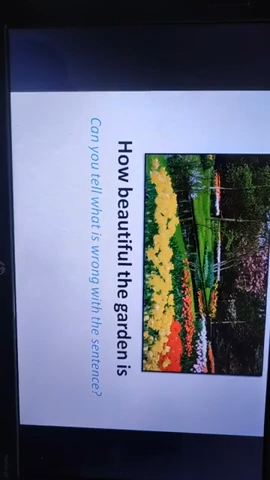 How beautiful the garden is
Can you tell what is wrong with the sentence?